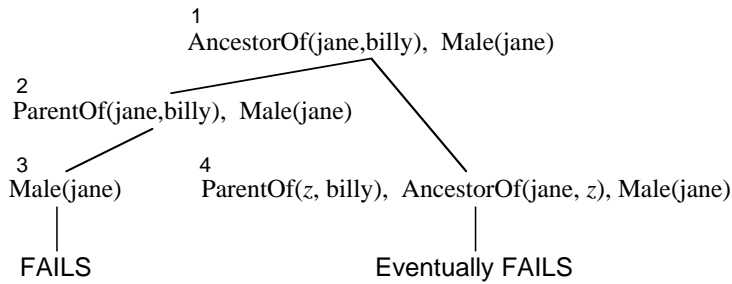 1
AncestorOf(jane,billy), Male(jane)
2
ParentOf(jane,billy), Male(jane)
3
Male(jane)
4
ParentOf(z, billy), AncestorOf(jane, z), Male(jane)
FAILS
Eventually FAILS